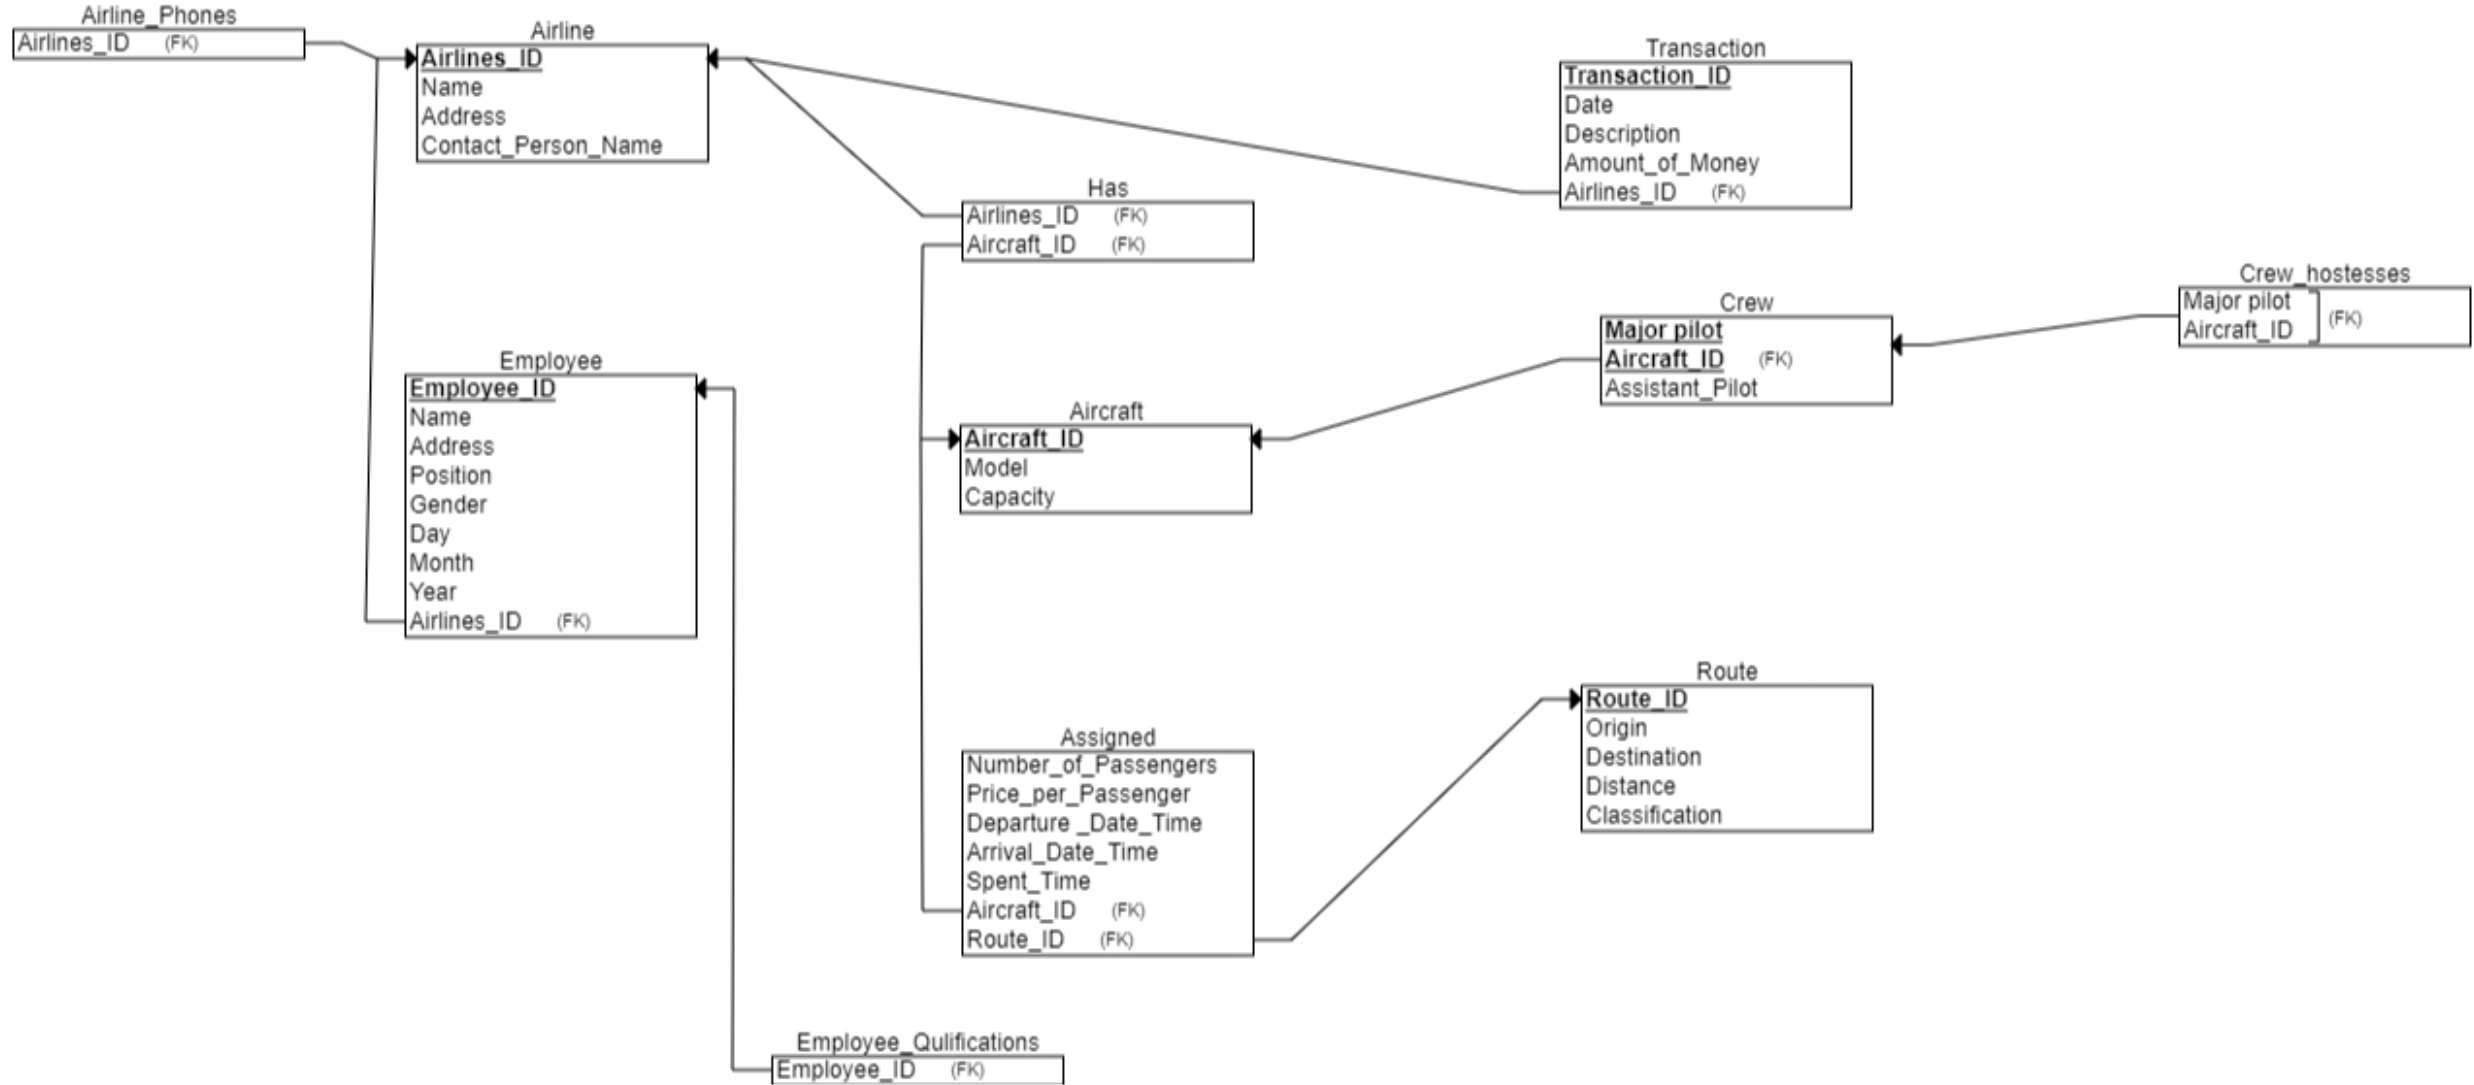 Airline_Phones
Airlines_ID (FK)
Airline
Airlines_ID
Name
Address
Contact_Person_Name
Transaction
Transaction_ID
Date
Description
Amount_of_Money
Airlines_ID (FK)
Has
Airlines_ID (FK)
Aircraft_ID (FK)
Crew_hostesses
Major pilot
Aircraft_ID
(FK)
Crew
Major pilot
Aircraft_ID (FK)
Assistant_Pilot
Employee
Employee_ID
Name
Address
Position
Gender
Day
Month
Year
Airlines_ID (FK)
Aircraft
Aircraft_ID
Model
Capacity
Route
Route_ID
Origin
Destination
Distance
Classification
Assigned
Number_of_Passengers
Price_per_Passenger
Departure _Date_Time
Arrival_Date_Time
Spent_Time
Aircraft_ID (FK)
Route_ID (FK)
Employee_Qulifications
Employee_ID (FK)